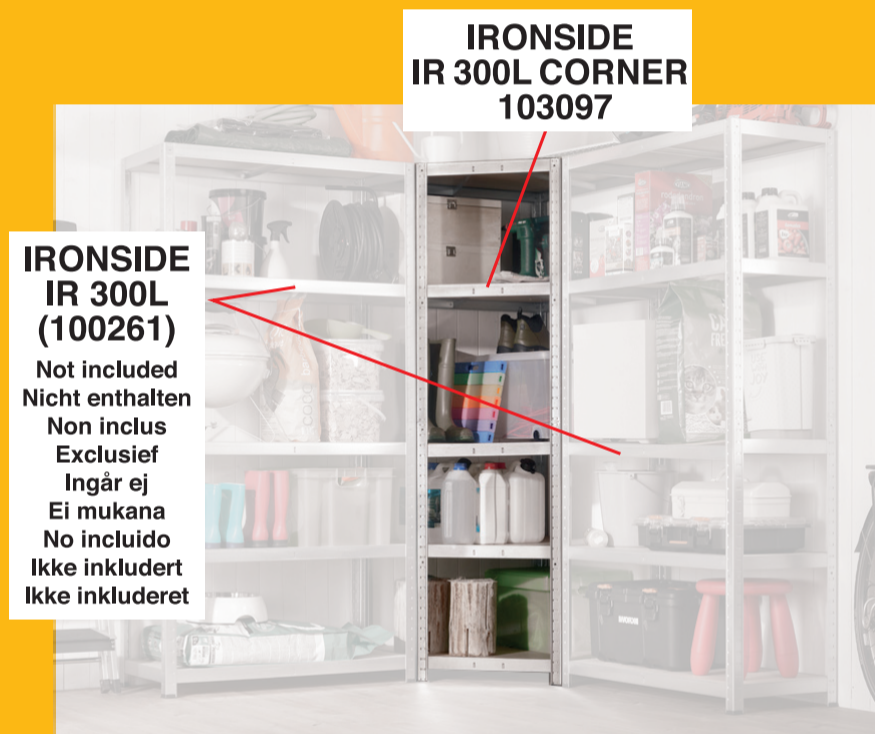 IRONSIDE
IR 300L CORNER
103097
IRONSIDE
IR 300L
(100261)
Not included
Nicht enthalten
Non inclus
Exclusief
Ingår ej
Ei mukana
No incluido
Ikke inkludert
Ikke inkluderet
WORX